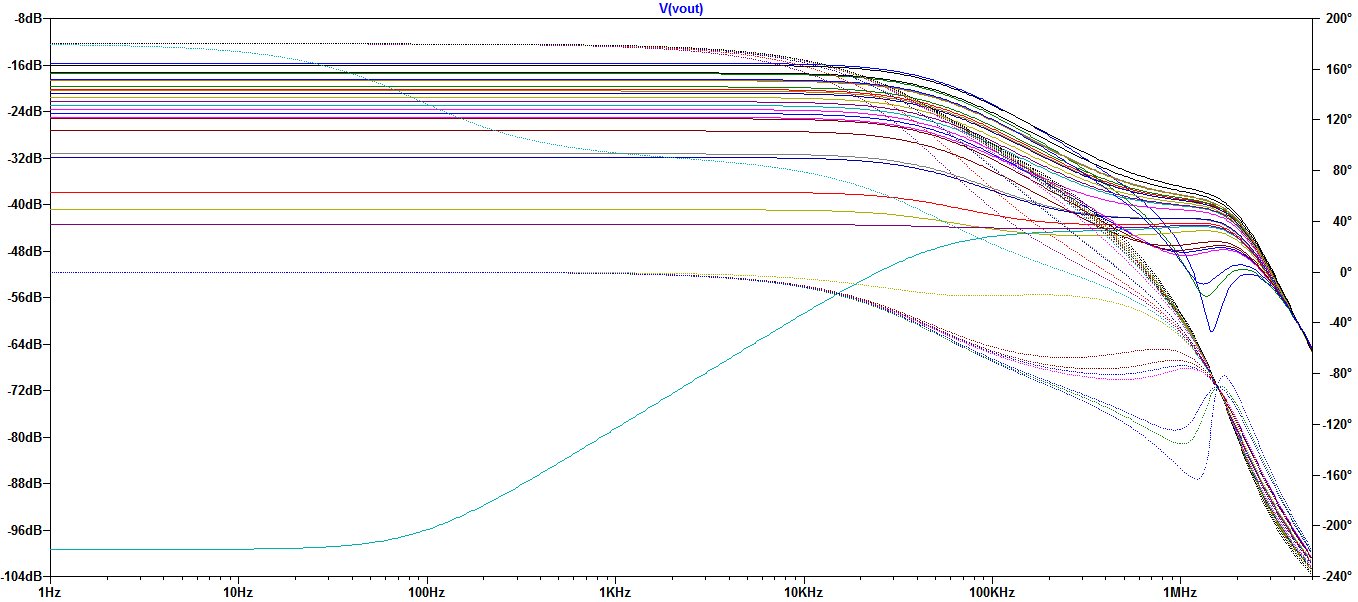 V(vout)
-8dB
-16dB
-24dB
-32dB
-40dB
-48dB
-56dB
-64dB
-72dB
-80dB
-88dB
-96dB
-104dB
200°
160°
120°
80°
40°
0°
-40°
-80°
-120°
-160°
-200°
-240°
1Hz 10Hz 100Hz 1KHz 10KHz 100KHz 1MHz